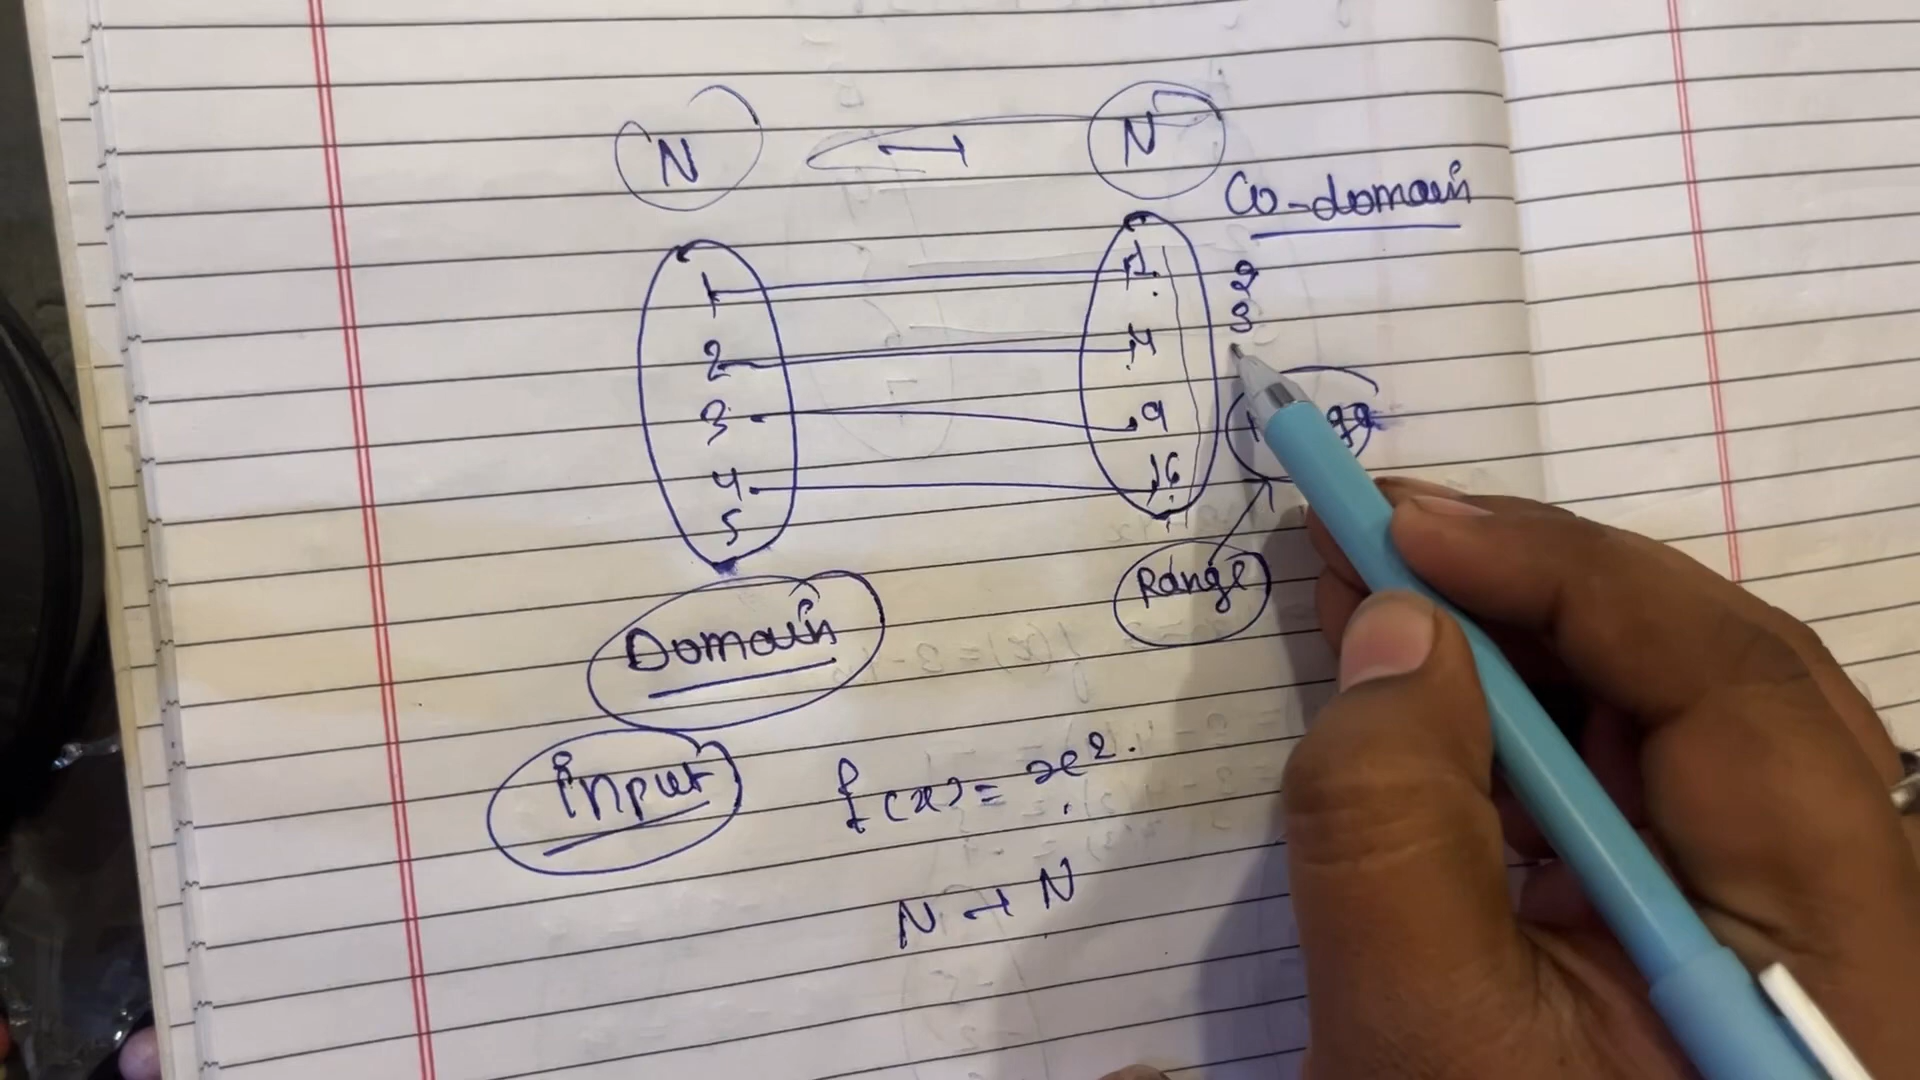 N → N
Co-domain
1 1 2
2 4 3
3 9
4 16
5
Range
Domain
input f(x) = x².
N → N